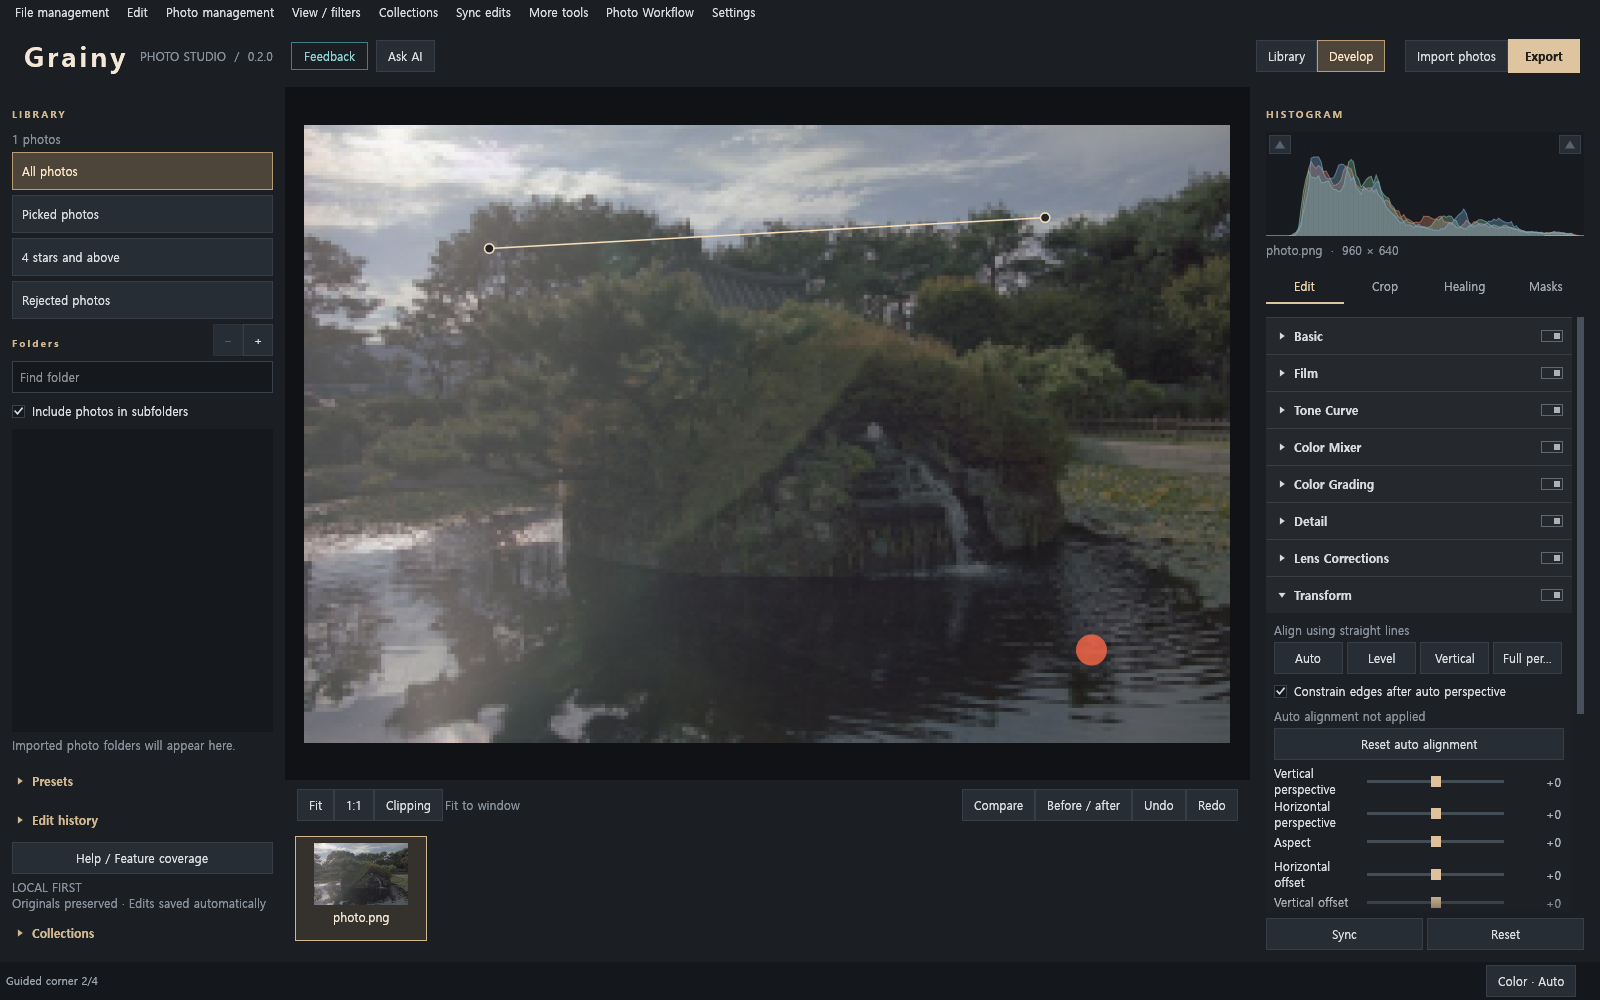 File management Edit Photo management View / filters Collections Sync edits More tools Photo Workflow Settings
Grainy PHOTO STUDIO / 0.2.0 Feedback Ask AI Library Develop Import photos Export
LIBRARY
1 photos
All photos
Picked photos
4 stars and above
Rejected photos
Folders − +
Find folder
Include photos in subfolders
Imported photo folders will appear here.
Presets
Edit history
Help / Feature coverage
LOCAL FIRST
Originals preserved · Edits saved automatically
Collections
Fit 1:1 Clipping Fit to window Compare Before / after Undo Redo
photo.png
HISTOGRAM
photo.png · 960 × 640
Edit Crop Healing Masks
Basic
Film
Tone Curve
Color Mixer
Color Grading
Detail
Lens Corrections
Transform
Align using straight lines
Auto Level Vertical Full per...
Constrain edges after auto perspective
Auto alignment not applied
Reset auto alignment
Vertical
perspective +0
Horizontal
perspective +0
Aspect +0
Horizontal
offset +0
Vertical offset +0
Sync Reset
Guided corner 2/4 Color · Auto